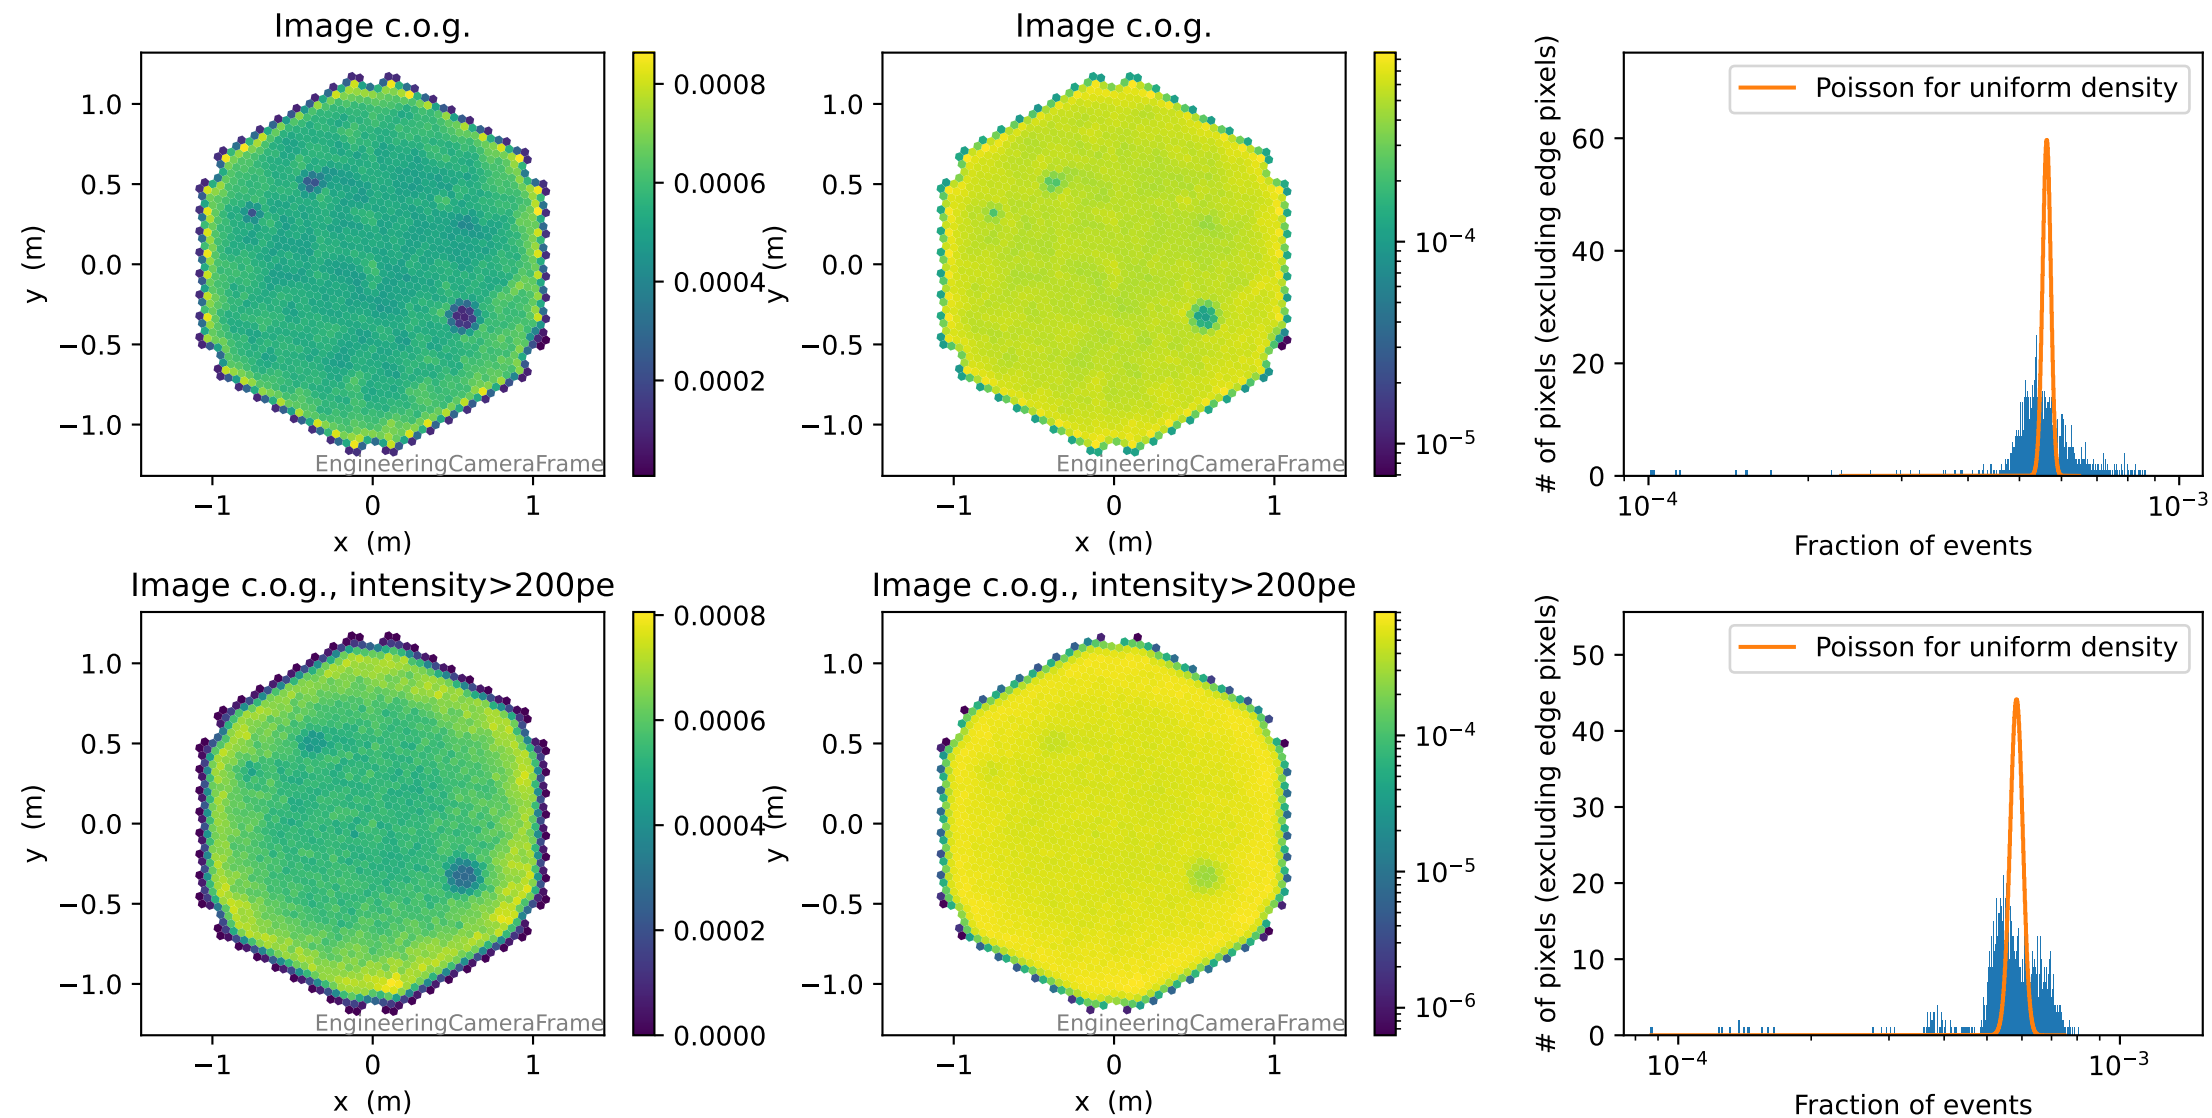 Image c.o.g.
1.0
0.5
0.0
−0.5
−1.0
y (m)
−1
0
1
x (m)
EngineeringCameraFrame
0.0008
0.0006
0.0004
0.0002
Image c.o.g.
1.0
0.5
0.0
−0.5
−1.0
y (m)
−1
0
1
x (m)
EngineeringCameraFrame
10⁻⁴
10⁻⁵
Poisson for uniform density
# of pixels (excluding edge pixels)
60
40
20
0
10⁻⁴
10⁻³
Fraction of events
Image c.o.g., intensity>200pe
1.0
0.5
0.0
−0.5
−1.0
y (m)
−1
0
1
x (m)
EngineeringCameraFrame
0.0008
0.0006
0.0004
0.0002
0.0000
Image c.o.g., intensity>200pe
1.0
0.5
0.0
−0.5
−1.0
y (m)
−1
0
1
x (m)
EngineeringCameraFrame
10⁻⁴
10⁻⁵
10⁻⁶
Poisson for uniform density
# of pixels (excluding edge pixels)
50
40
30
20
10
0
10⁻⁴
10⁻³
Fraction of events